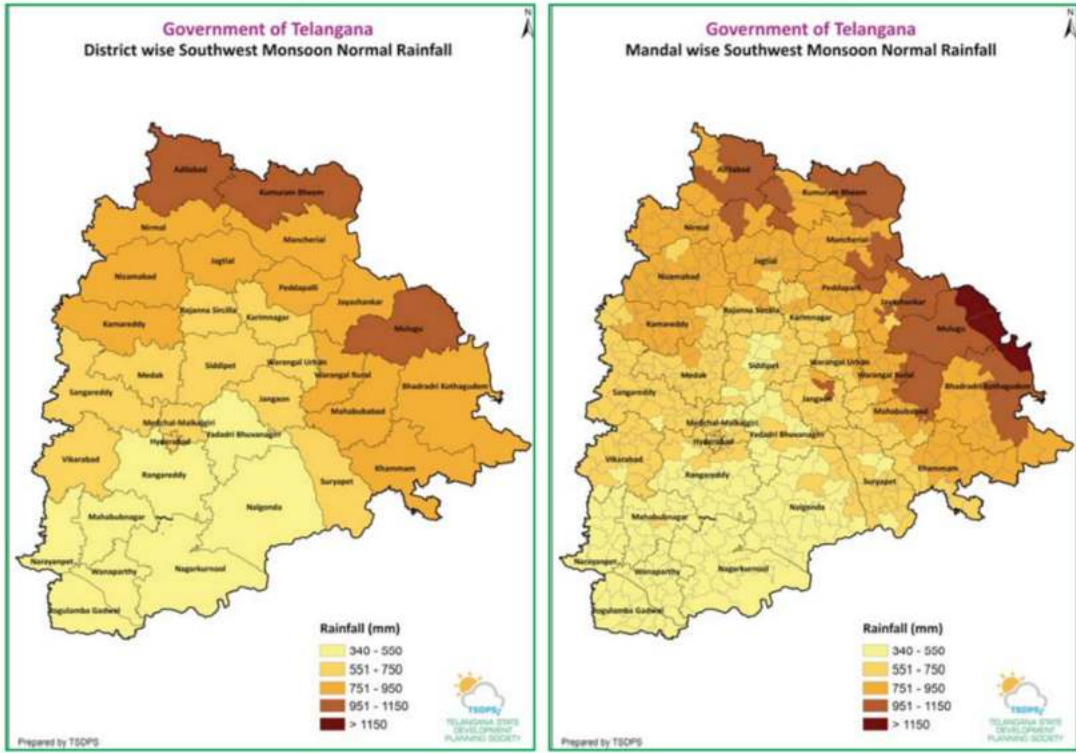 N
Government of Telangana
District wise Southwest Monsoon Normal Rainfall
Adilabad
Kumuram Bheem
Nirmal
Mancherial
Jagtial
Nizamabad
Peddapalli
Jayashankar
Rajanna Sircilla
Kamareddy
Karimnagar
Mulugu
Siddipet
Warangal Urban
Medak
Warangal Rural
Bhadradri Kothagudem
Sangareddy
Jangaon
Mahabubabad
Medchal-Malkajgiri
Hyderabad
Yadadri Bhuvanagiri
Vikarabad
Khammam
Rangareddy
Suryapet
Nalgonda
Mahabubnagar
Narayanpet
Wanaparthy
Nagarkurnool
Jogulamba Gadwal
Rainfall (mm)
340 - 550
551 - 750
751 - 950
951 - 1150
> 1150
TSDPS
TELANGANA STATE
DEVELOPMENT
PLANNING SOCIETY
Prepared by TSDPS
N
Government of Telangana
Mandal wise Southwest Monsoon Normal Rainfall
Adilabad
Kumuram Bheem
Nirmal
Mancherial
Jagtial
Nizamabad
Peddapalli
Jayashankar
Rajanna Sircilla
Kamareddy
Karimnagar
Mulugu
Siddipet
Warangal Urban
Medak
Warangal Rural
Bhadradri Kothagudem
Sangareddy
Jangaon
Mahabubabad
Medchal-Malkajgiri
Hyderabad
Yadadri Bhuvanagiri
Vikarabad
Khammam
Rangareddy
Suryapet
Nalgonda
Mahabubnagar
Narayanpet
Wanaparthy
Nagarkurnool
Jogulamba Gadwal
Rainfall (mm)
340 - 550
551 - 750
751 - 950
951 - 1150
> 1150
TSDPS
TELANGANA STATE
DEVELOPMENT
PLANNING SOCIETY
Prepared by TSDPS